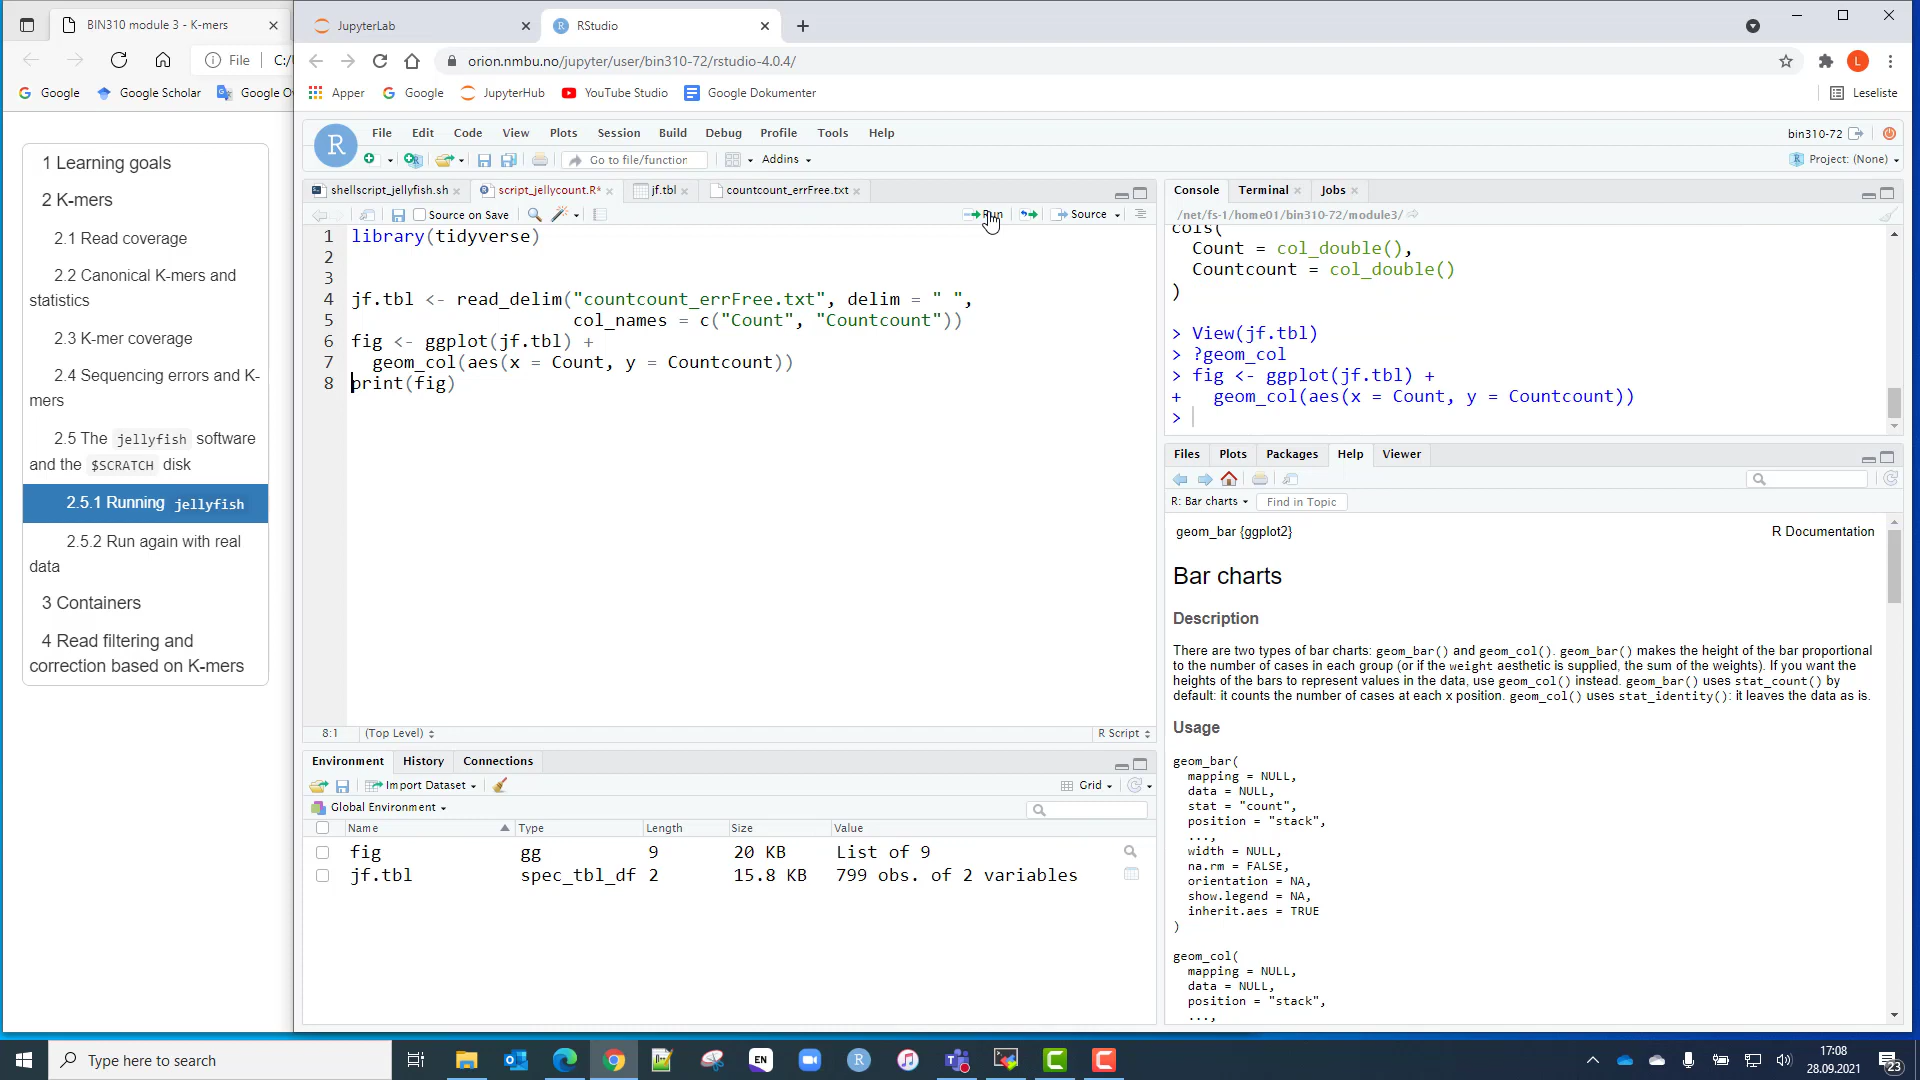 BIN310 module 3 - K-mers
JupyterLab
RStudio
File
C:/
orion.nmbu.no/jupyter/user/bin310-72/rstudio-4.0.4/
Google
Google Scholar
Google O
Apper
Google
JupyterHub
YouTube Studio
Google Dokumenter
Leseliste
1 Learning goals
2 K-mers
2.1 Read coverage
2.2 Canonical K-mers and
statistics
2.3 K-mer coverage
2.4 Sequencing errors and K-
mers
2.5 The jellyfish software
and the $SCRATCH disk
2.5.1 Running jellyfish
2.5.2 Run again with real
data
3 Containers
4 Read filtering and
correction based on K-mers
R
File Edit Code View Plots Session Build Debug Profile Tools Help
bin310-72
Go to file/function
Addins
Project: (None)
shellscript_jellyfish.sh
script_jellycount.R*
jf.tbl
countcount_errFree.txt
Source on Save
Run
Source
1 library(tidyverse)
2
3
4 jf.tbl <- read_delim("countcount_errFree.txt", delim = " ",
5 col_names = c("Count", "Countcount"))
6 fig <- ggplot(jf.tbl) +
7 geom_col(aes(x = Count, y = Countcount))
8 print(fig)
8:1
(Top Level)
R Script
Environment History Connections
Import Dataset
Grid
Global Environment
Name Type Length Size Value
fig gg 9 20 KB List of 9
jf.tbl spec_tbl_df 2 15.8 KB 799 obs. of 2 variables
Console Terminal Jobs
/net/fs-1/home01/bin310-72/module3/
cols(
Count = col_double(),
Countcount = col_double()
)
> View(jf.tbl)
> ?geom_col
> fig <- ggplot(jf.tbl) +
+ geom_col(aes(x = Count, y = Countcount))
>
Files Plots Packages Help Viewer
R: Bar charts
Find in Topic
geom_bar {ggplot2}
R Documentation
Bar charts
Description
There are two types of bar charts: geom_bar() and geom_col(). geom_bar() makes the height of the bar proportional
to the number of cases in each group (or if the weight aesthetic is supplied, the sum of the weights). If you want the
heights of the bars to represent values in the data, use geom_col() instead. geom_bar() uses stat_count() by
default: it counts the number of cases at each x position. geom_col() uses stat_identity(): it leaves the data as is.
Usage
geom_bar(
mapping = NULL,
data = NULL,
stat = "count",
position = "stack",
...,
width = NULL,
na.rm = FALSE,
orientation = NA,
show.legend = NA,
inherit.aes = TRUE
)
geom_col(
mapping = NULL,
data = NULL,
position = "stack",
...,
Type here to search
EN
17:08
28.09.2021
23